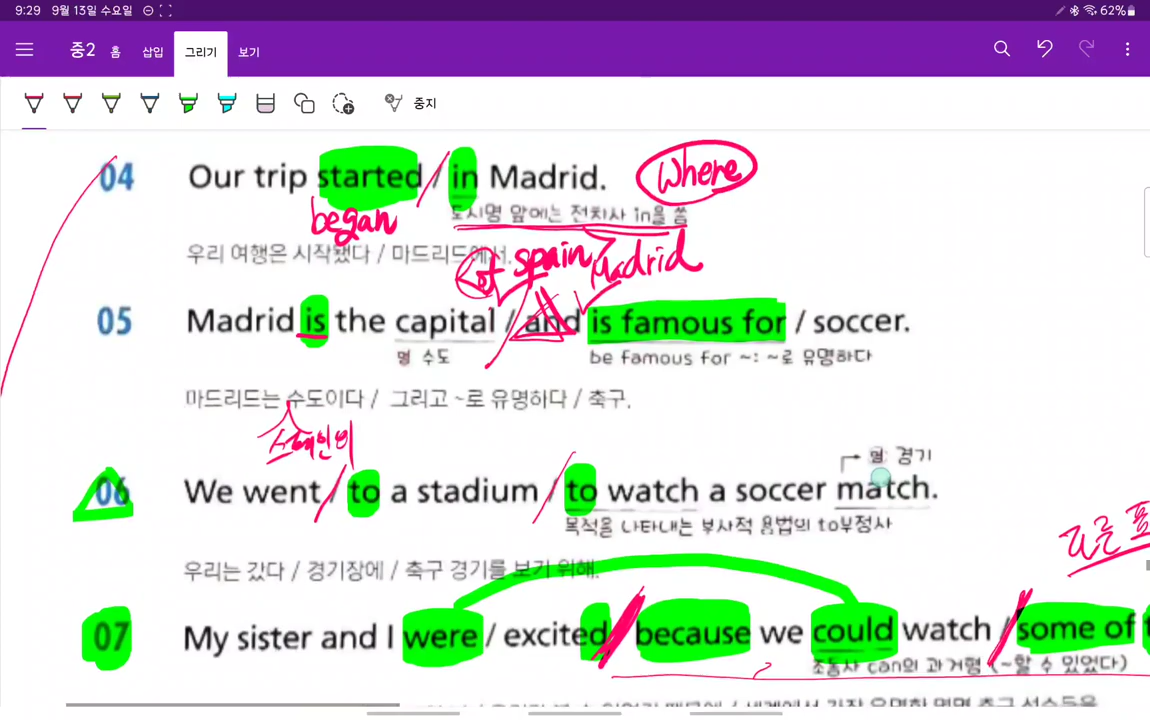 9:29 9월 13일 수요일 62%
중2 홈 삽입 그리기 보기
중지
04 Our trip started / in Madrid. Where
began 도시명 앞에는 전치사 in을 씀
우리 여행은 시작됐다 / 마드리드에서.
of spain Madrid
05 Madrid is the capital / and is famous for / soccer.
명 수도 be famous for ~: ~로 유명하다
마드리드는 수도이다 / 그리고 ~로 유명하다 / 축구.
스페인의
명 경기
06 We went / to a stadium / to watch a soccer match.
목적을 나타내는 부사적 용법의 to부정사
우리는 갔다 / 경기장에 / 축구 경기를 보기 위해.
07 My sister and I were / excited / because we could watch / some of t
조동사 can의 과거형 (~할 수 있었다)